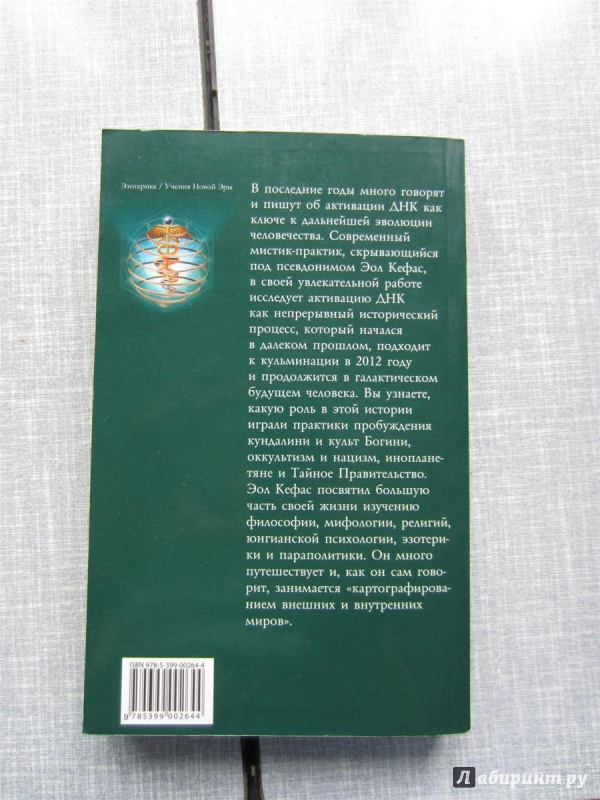 Эзотерика / Учения Новой Эры
В последние годы много говорят
и пишут об активации ДНК как
ключе к дальнейшей эволюции
человечества. Современный
мистик-практик, скрывающийся
под псевдонимом Эол Кефас,
в своей увлекательной работе
исследует активацию ДНК
как непрерывный исторический
процесс, который начался
в далеком прошлом, подходит
к кульминации в 2012 году
и продолжится в галактическом
будущем человека. Вы узнаете,
какую роль в этой истории
играли практики пробуждения
кундалини и культ Богини,
оккультизм и нацизм, инопланe-
тяне и Тайное Правительство.
Эол Кефас посвятил большую
часть своей жизни изучению
философии, мифологии, религий,
юнгианской психологии, эзотери-
ки и параполитики. Он много
путешествует и, как он сам гово-
рит, занимается «картографирова-
нием внешних и внутренних
миров».
ISBN 978-5-399-00264-4
9 785399 002644
Лабиринт.ру